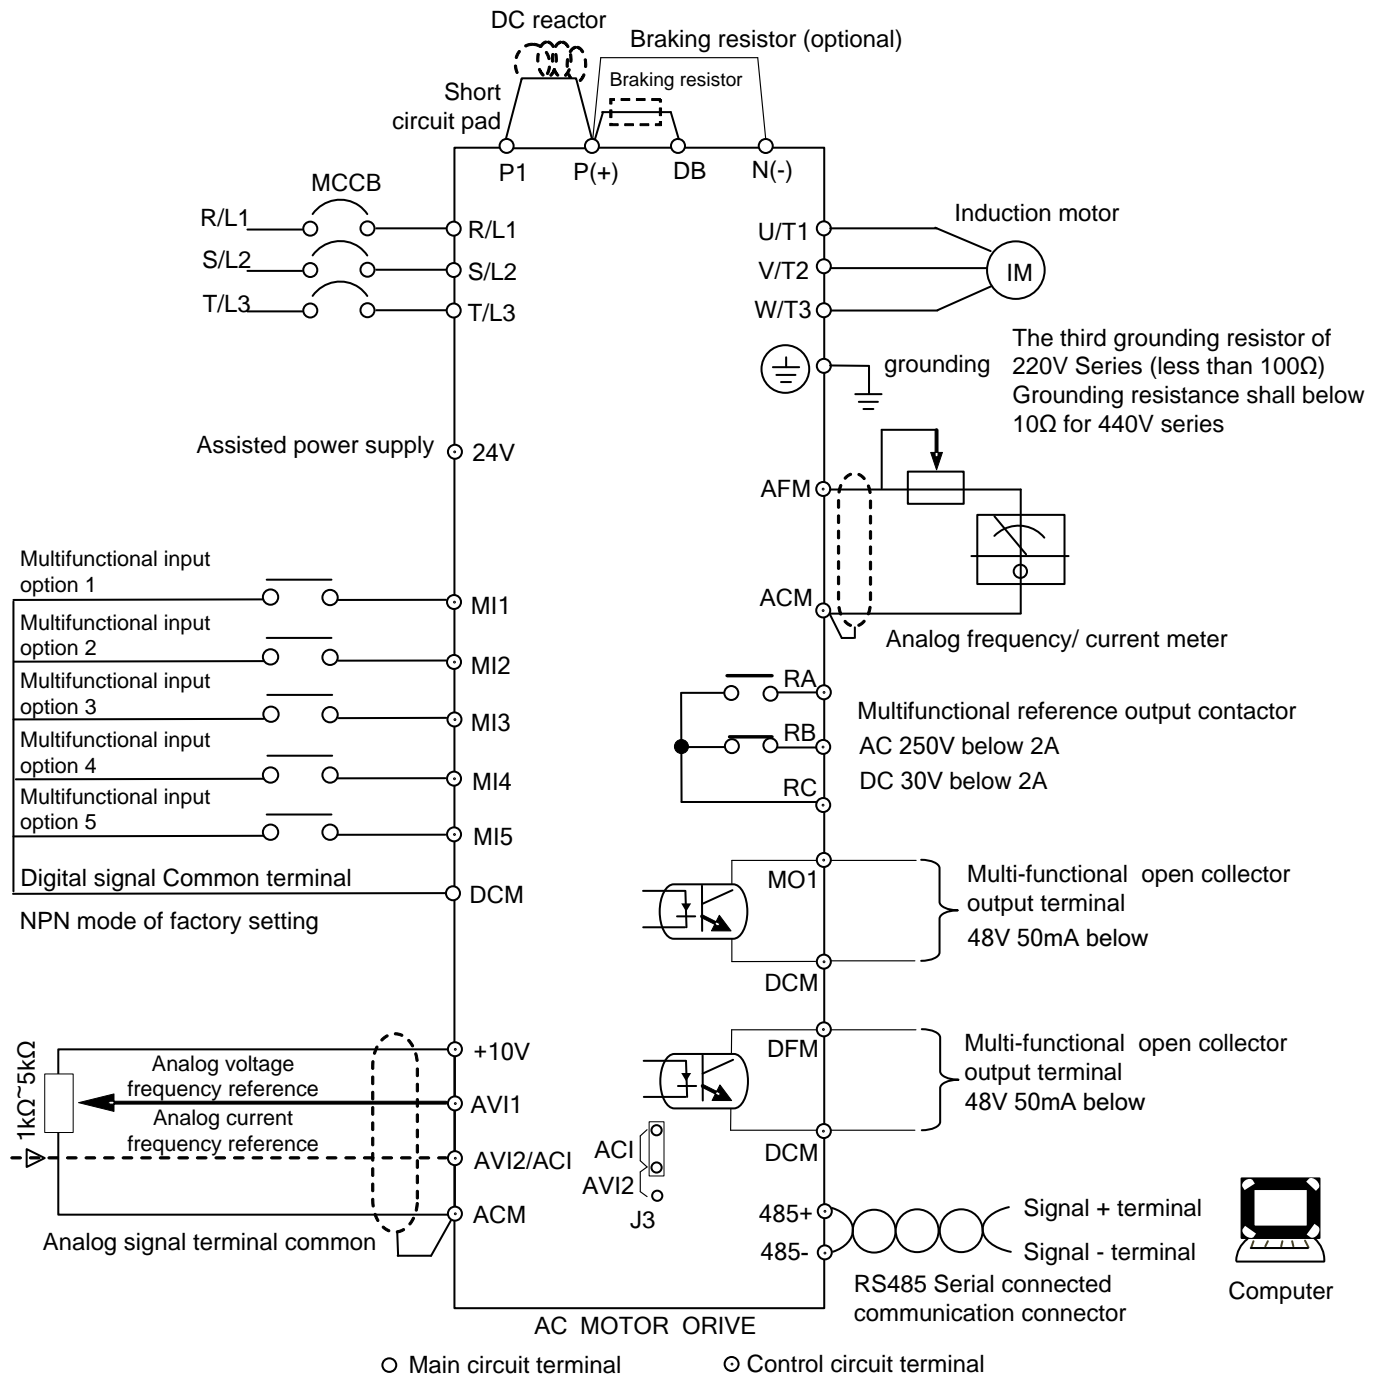 DC reactor
Braking resistor (optional)
Braking resistor
Short
circuit pad
P1
P(+)
DB
N(-)
MCCB
R/L1
R/L1
S/L2
S/L2
T/L3
T/L3
U/T1
V/T2
W/T3
Induction motor
IM
grounding
The third grounding resistor of
220V Series (less than 100Ω)
Grounding resistance shall below
10Ω for 440V series
Assisted power supply
24V
AFM
ACM
Analog frequency/ current meter
Multifunctional input
option 1
MI1
Multifunctional input
option 2
MI2
Multifunctional input
option 3
MI3
Multifunctional input
option 4
MI4
Multifunctional input
option 5
MI5
Digital signal Common terminal
DCM
NPN mode of factory setting
RA
RB
RC
Multifunctional reference output contactor
AC 250V below 2A
DC 30V below 2A
MO1
DCM
Multi-functional open collector
output terminal
48V 50mA below
DFM
DCM
Multi-functional open collector
output terminal
48V 50mA below
1kΩ~5kΩ
+10V
Analog voltage
frequency reference
AVI1
Analog current
frequency reference
AVI2/ACI
ACM
Analog signal terminal common
ACI
AVI2
J3
485+
485-
Signal + terminal
Signal - terminal
RS485 Serial connected
communication connector
Computer
AC MOTOR ORIVE
Main circuit terminal
Control circuit terminal